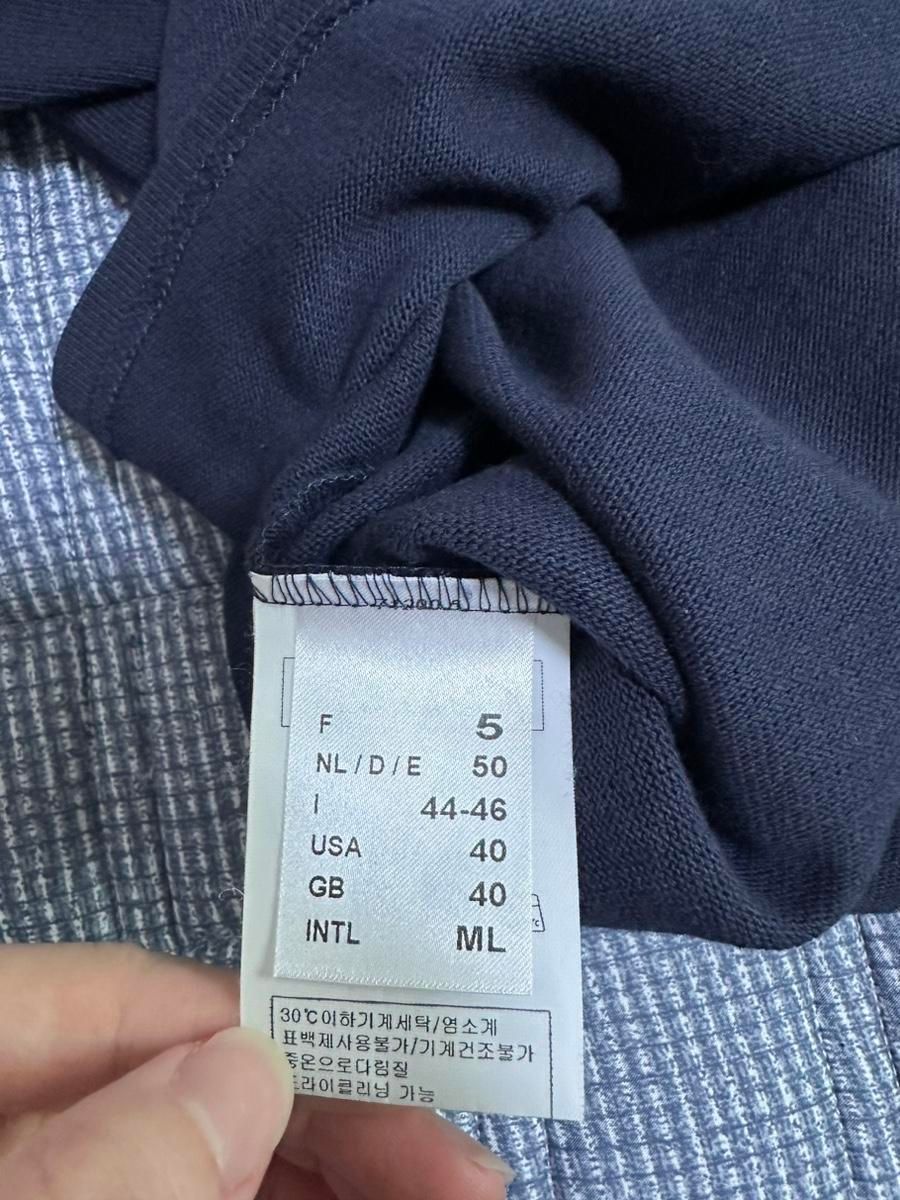 F 5
NL/D/E 50
I 44-46
USA 40
GB 40
INTL ML
30℃이하기계세탁/염소계
표백제사용불가/기계건조불가
중온으로다림질
드라이클리닝 가능